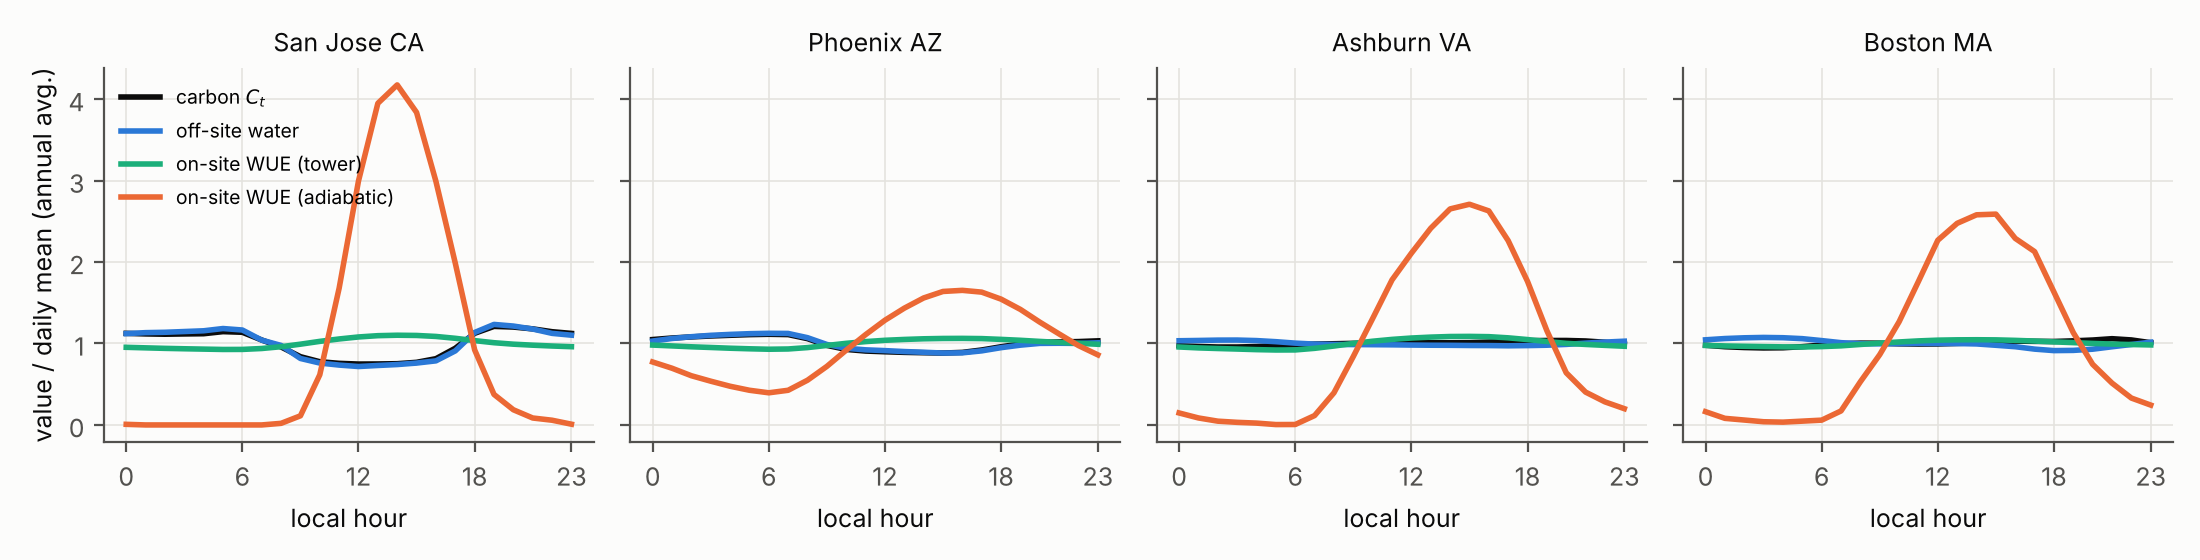 San Jose CA
Phoenix AZ
Ashburn VA
Boston MA
value / daily mean (annual avg.)
4
3
2
1
0
carbon Cₜ
off-site water
on-site WUE (tower)
on-site WUE (adiabatic)
0 6 12 18 23
0 6 12 18 23
0 6 12 18 23
0 6 12 18 23
local hour
local hour
local hour
local hour